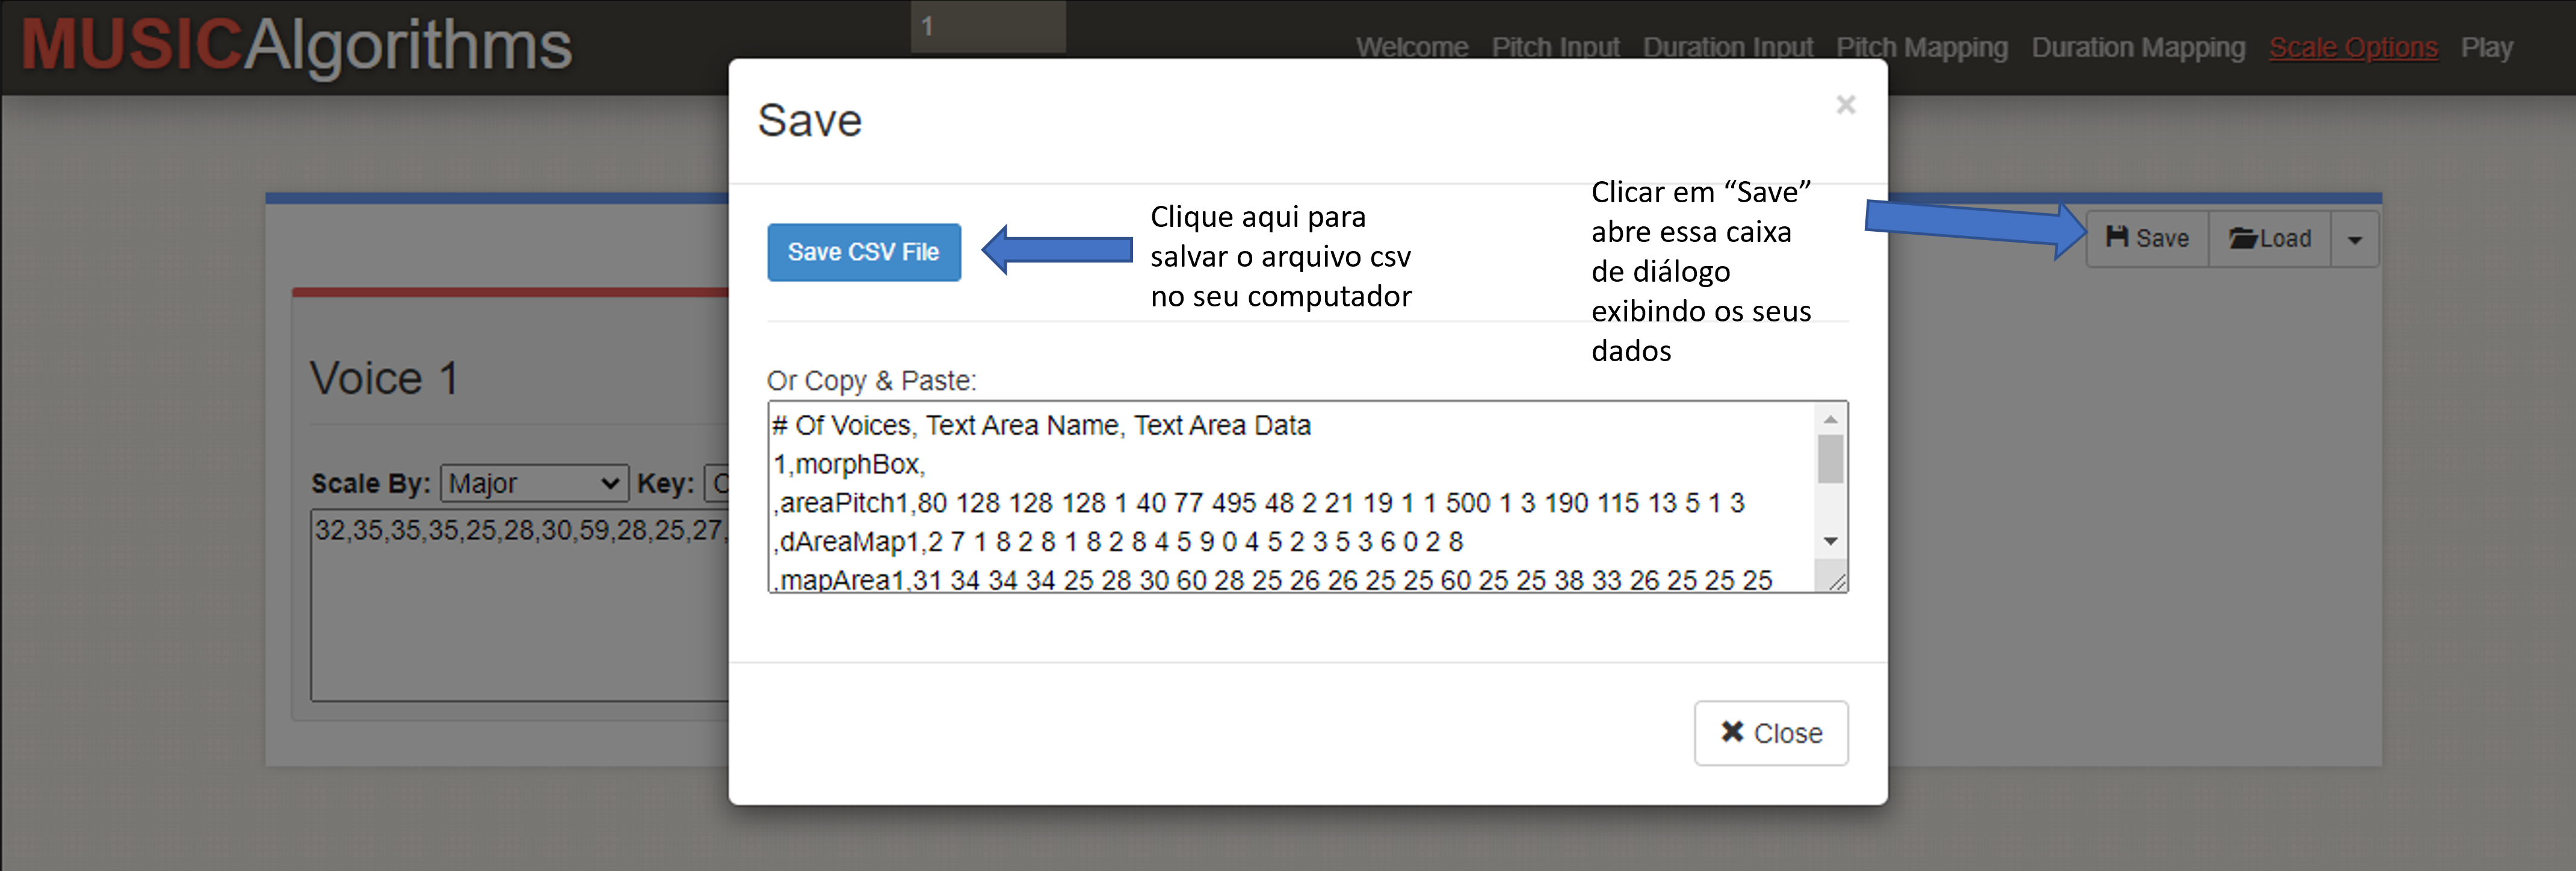 MUSICAlgorithms
1
Welcome Pitch Input Duration Input Pitch Mapping Duration Mapping Scale Options Play
Save
×
Save CSV File
Clique aqui para
salvar o arquivo csv
no seu computador
Clicar em “Save”
abre essa caixa
de diálogo
exibindo os seus
dados
Save Load
Voice 1
Scale By: Major Key:
32,35,35,35,25,28,30,59,28,25,27,
Or Copy & Paste:
# Of Voices, Text Area Name, Text Area Data
1,morphBox,
,areaPitch1,80 128 128 128 1 40 77 495 48 2 21 19 1 1 500 1 3 190 115 13 5 1 3
,dAreaMap1,2 7 1 8 2 8 1 8 2 8 4 5 9 0 4 5 2 3 5 3 6 0 2 8
,mapArea1,31 34 34 34 25 28 30 60 28 25 26 26 25 25 60 25 25 38 33 26 25 25 25
Close